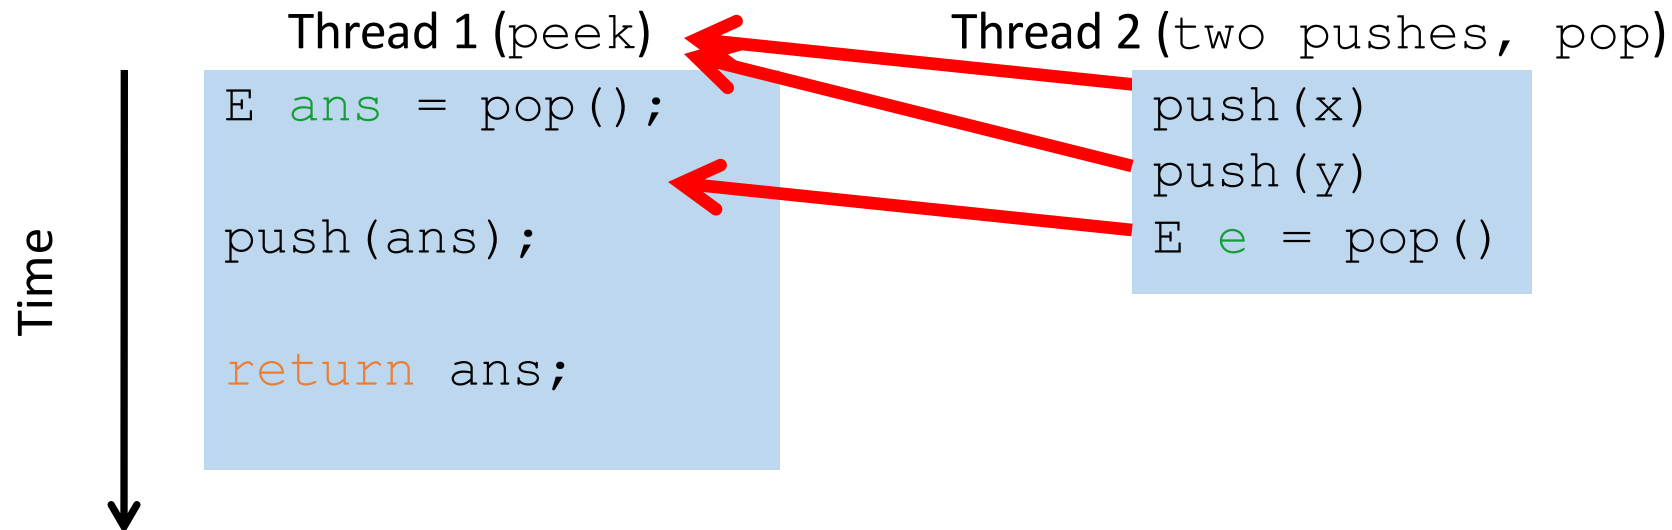 Thread 1 (peek)
Thread 2 (two pushes, pop)
Time
E ans = pop();
push(ans);
return ans;
push(x)
push(y)
E e = pop()